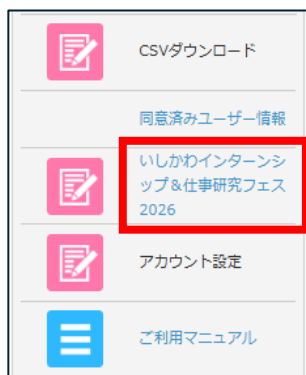 CSVダウンロード
同意済みユーザー情報
いしかわインターンシ
ップ＆仕事研究フェス
2026
アカウント設定
ご利用マニュアル